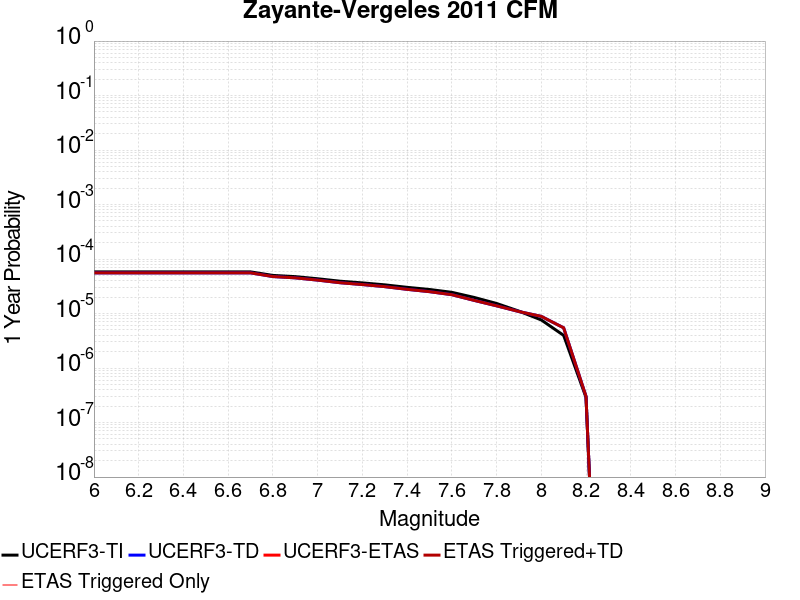 Zayante-Vergeles 2011 CFM
1 Year Probability
10^0
10^-1
10^-2
10^-3
10^-4
10^-5
10^-6
10^-7
10^-8
6 6.2 6.4 6.6 6.8 7 7.2 7.4 7.6 7.8 8 8.2 8.4 8.6 8.8 9
Magnitude
UCERF3-TI UCERF3-TD UCERF3-ETAS ETAS Triggered+TD
ETAS Triggered Only